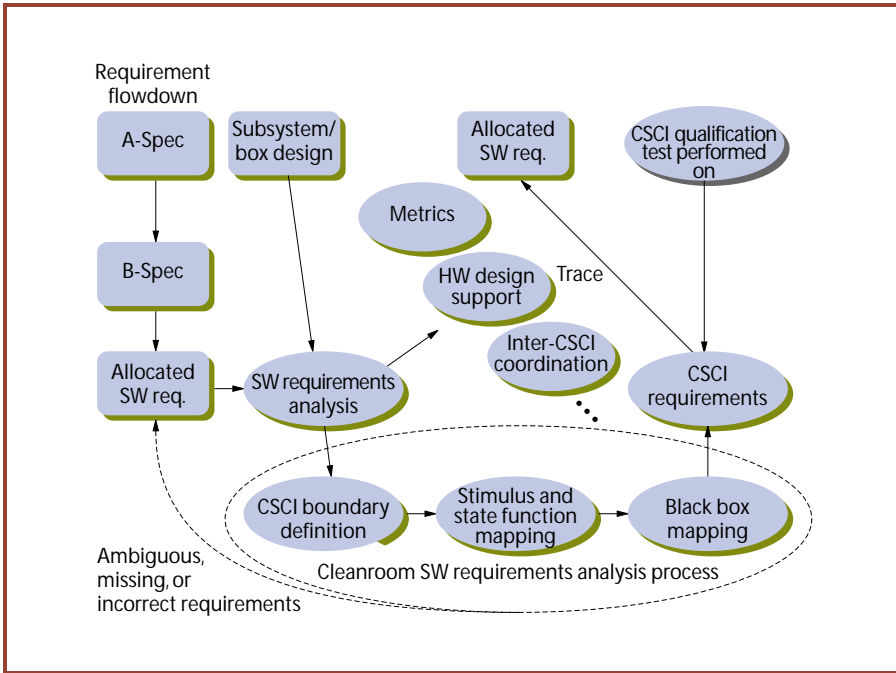 Requirement
flowdown
A-Spec
Subsystem/
box design
Allocated
SW req.
CSCI qualification
test performed
on
Metrics
B-Spec
HW design
support
Trace
Inter-CSCI
coordination
Allocated
SW req.
SW requirements
analysis
CSCI
requirements
CSCI boundary
definition
Stimulus and
state function
mapping
Black box
mapping
Ambiguous,
missing, or
incorrect requirements
Cleanroom SW requirements analysis process